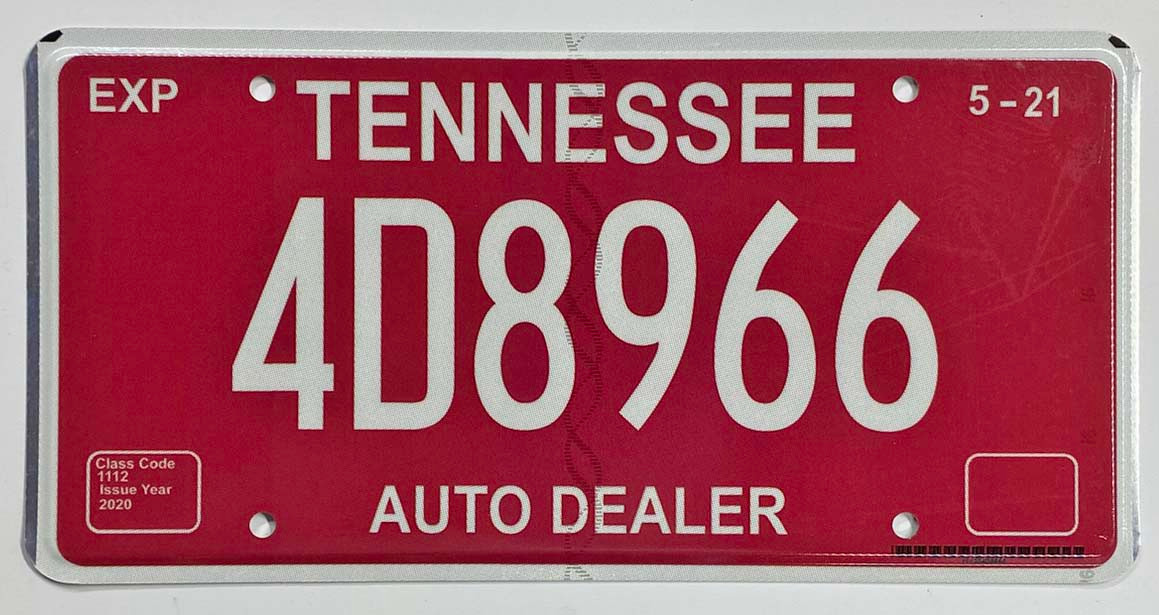 EXP
TENNESSEE
5-21
4D8966
Class Code
1112
Issue Year
2020
AUTO DEALER